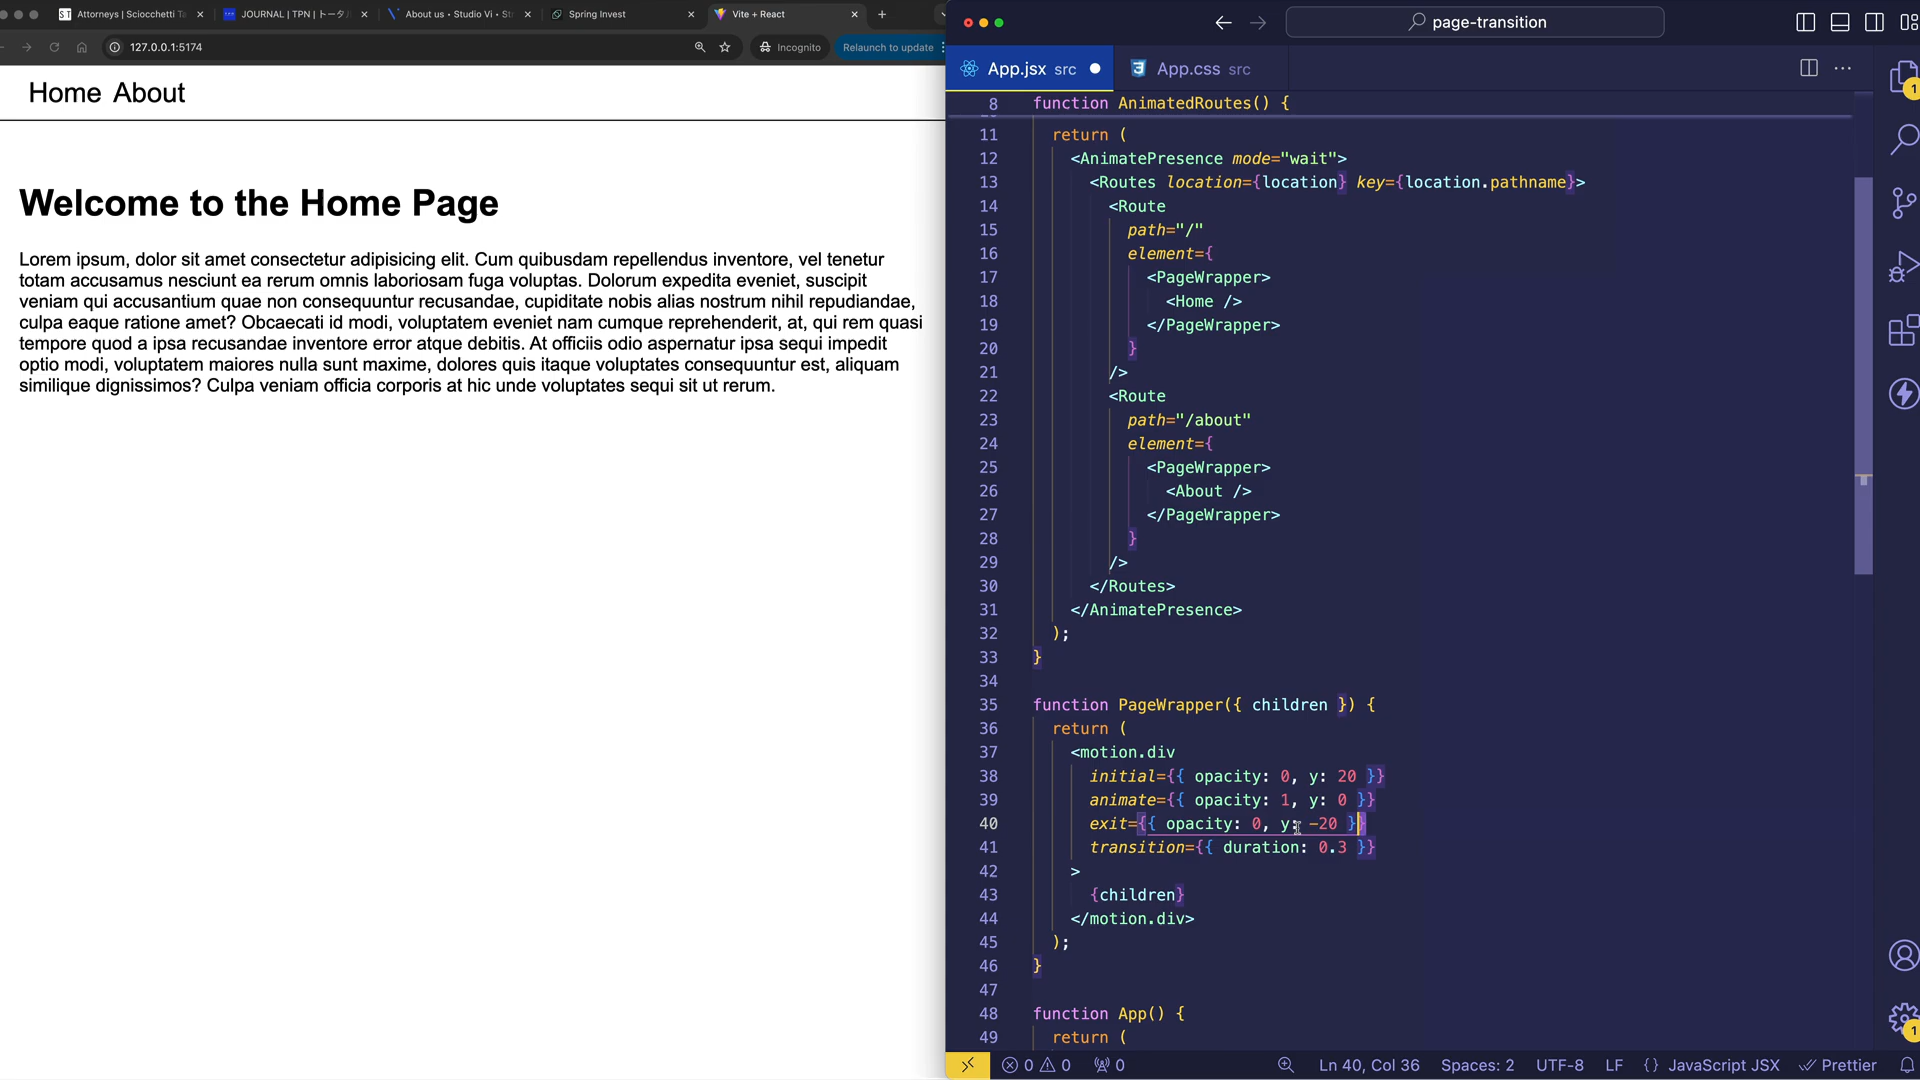 Attorneys | Sciocchetti Ta
JOURNAL | TPN | トータ
About us • Studio Vi • St
Spring Invest
Vite + React
127.0.0.1:5174
Incognito
Relaunch to update
Home About
Welcome to the Home Page
Lorem ipsum, dolor sit amet consectetur adipisicing elit. Cum quibusdam repellendus inventore, vel tenetur
totam accusamus nesciunt ea rerum omnis laboriosam fuga voluptas. Dolorum expedita eveniet, suscipit
veniam qui accusantium quae non consequuntur recusandae, cupiditate nobis alias nostrum nihil repudiandae,
culpa eaque ratione amet? Obcaecati id modi, voluptatem eveniet nam cumque reprehenderit, at, qui rem quasi
tempore quod a ipsa recusandae inventore error atque debitis. At officiis odio aspernatur ipsa sequi impedit
optio modi, voluptatem maiores nulla sunt maxime, dolores quis itaque voluptates consequuntur est, aliquam
similique dignissimos? Culpa veniam officia corporis at hic unde voluptates sequi sit ut rerum.
page-transition
App.jsx src
App.css src
8 function AnimatedRoutes() {
11 return (
12 <AnimatePresence mode="wait">
13 <Routes location={location} key={location.pathname}>
14 <Route
15 path="/"
16 element={
17 <PageWrapper>
18 <Home />
19 </PageWrapper>
20 }
21 />
22 <Route
23 path="/about"
24 element={
25 <PageWrapper>
26 <About />
27 </PageWrapper>
28 }
29 />
30 </Routes>
31 </AnimatePresence>
32 );
33 }
34
35 function PageWrapper({ children }) {
36 return (
37 <motion.div
38 initial={{ opacity: 0, y: 20 }}
39 animate={{ opacity: 1, y: 0 }}
40 exit={{ opacity: 0, y: -20 }}
41 transition={{ duration: 0.3 }}
42 >
43 {children}
44 </motion.div>
45 );
46 }
47
48 function App() {
49 return (
1
1
0 0 0
Ln 40, Col 36
Spaces: 2
UTF-8
LF
{} JavaScript JSX
Prettier